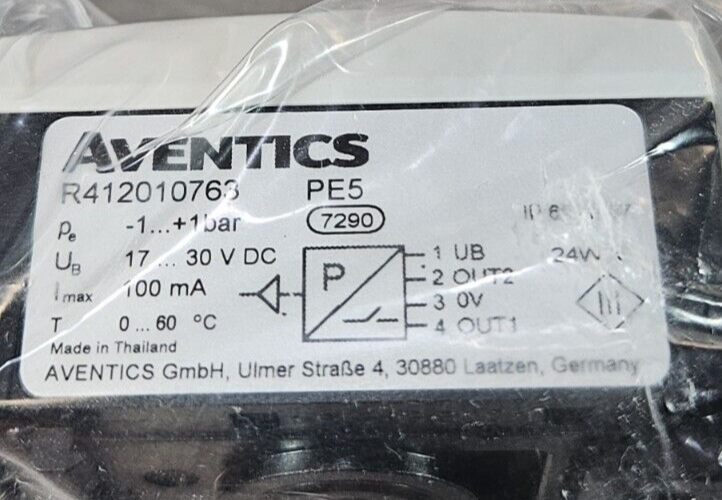 AVENTICS
R412010763 PE5
7290
pe -1...+1bar
UB 17 ... 30 V DC
Imax 100 mA
T 0 ... 60 °C
P
1 UB
2 OUT2
3 0V
4 OUT1
IP
Made in Thailand
AVENTICS GmbH, Ulmer Straße 4, 30880 Laatzen, Germany